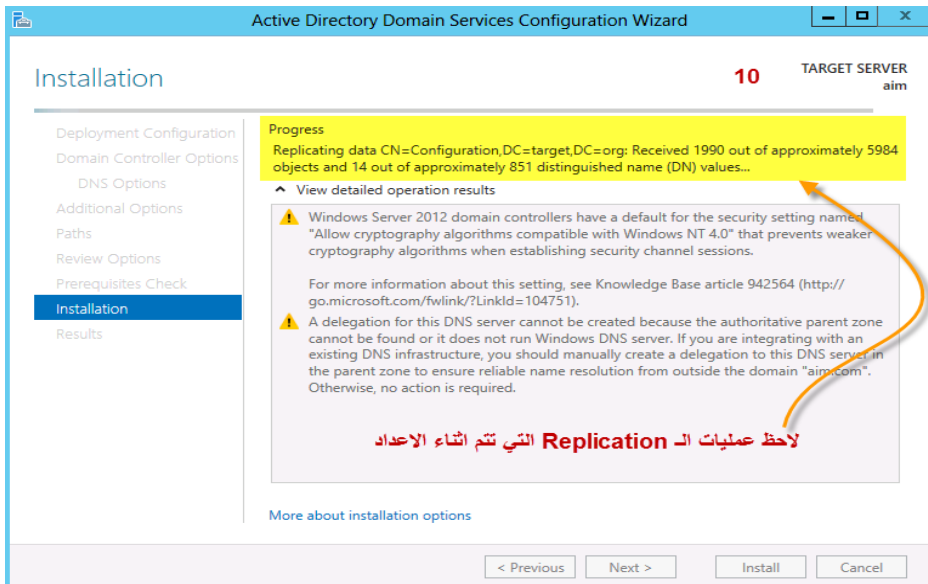 Active Directory Domain Services Configuration Wizard
Installation
10
TARGET SERVER
aim
Deployment Configuration
Domain Controller Options
DNS Options
Additional Options
Paths
Review Options
Prerequisites Check
Installation
Results
Progress
Replicating data CN=Configuration,DC=target,DC=org: Received 1990 out of approximately 5984
objects and 14 out of approximately 851 distinguished name (DN) values...
View detailed operation results
Windows Server 2012 domain controllers have a default for the security setting named
"Allow cryptography algorithms compatible with Windows NT 4.0" that prevents weaker
cryptography algorithms when establishing security channel sessions.
For more information about this setting, see Knowledge Base article 942564 (http://
go.microsoft.com/fwlink/?LinkId=104751).
A delegation for this DNS server cannot be created because the authoritative parent zone
cannot be found or it does not run Windows DNS server. If you are integrating with an
existing DNS infrastructure, you should manually create a delegation to this DNS server in
the parent zone to ensure reliable name resolution from outside the domain "aim.com".
Otherwise, no action is required.
لاحظ عمليات الـ Replication التي تتم اثناء الاعداد
More about installation options
< Previous
Next >
Install
Cancel